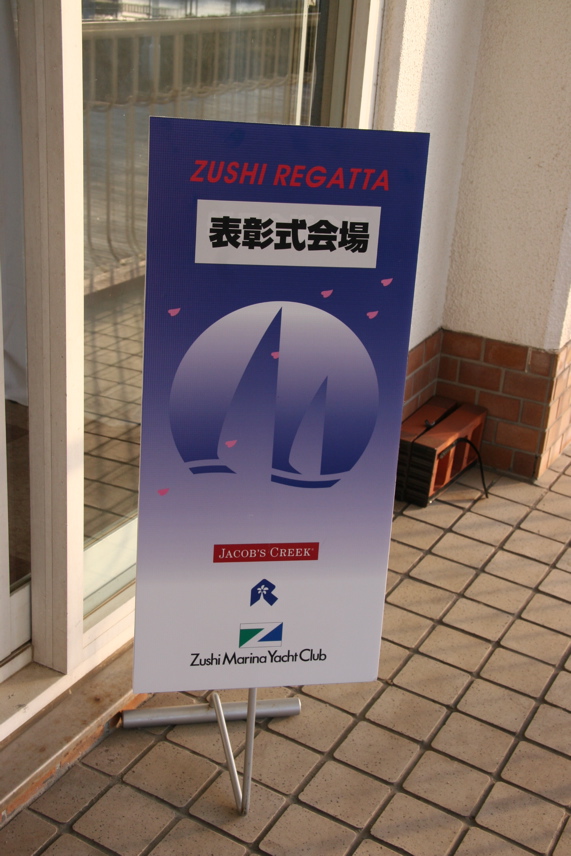 ZUSHI REGATTA
表彰式会場
JACOB'S CREEK
Zushi Marina Yacht Club